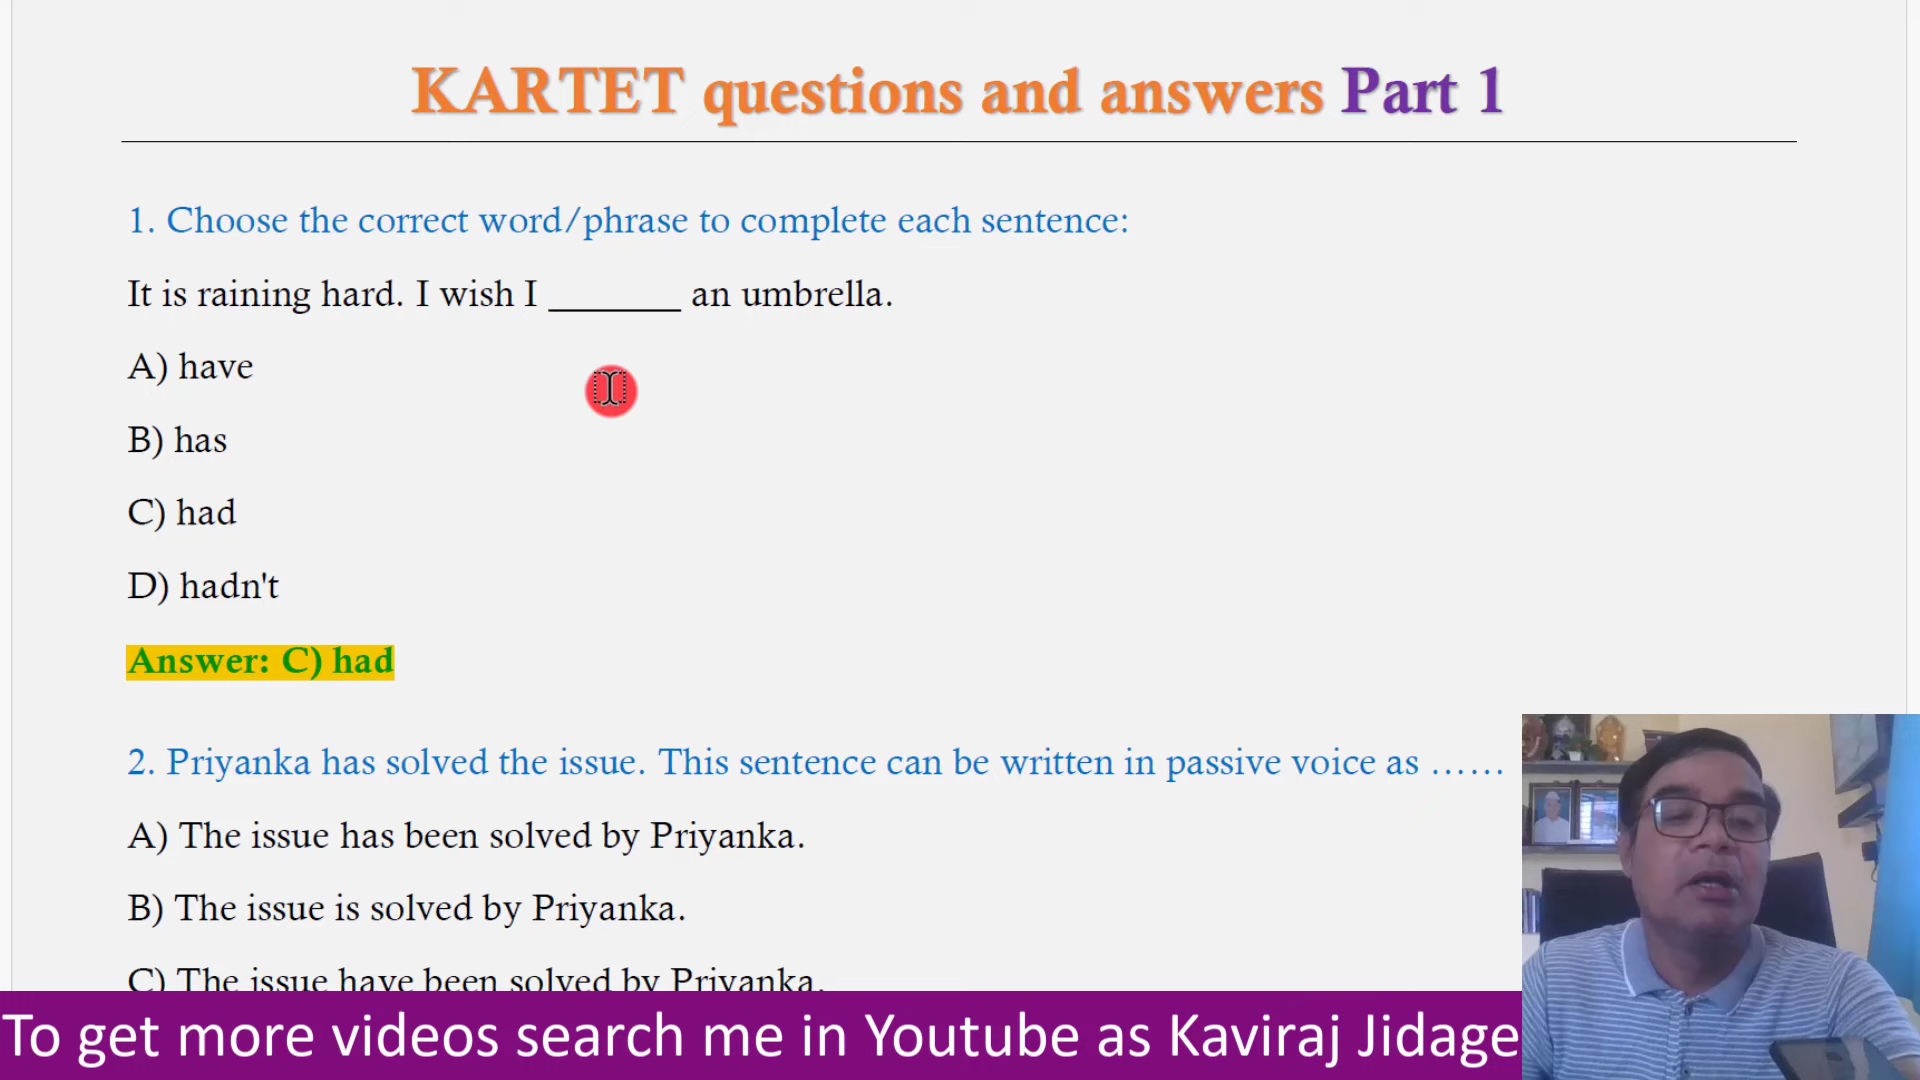 KARTET questions and answers Part 1
1. Choose the correct word/phrase to complete each sentence:
It is raining hard. I wish I _______ an umbrella.
A) have
B) has
C) had
D) hadn't
Answer: C) had
2. Priyanka has solved the issue. This sentence can be written in passive voice as ......
A) The issue has been solved by Priyanka.
B) The issue is solved by Priyanka.
C) The issue have been solved by Priyanka.
To get more videos search me in Youtube as Kaviraj Jidage